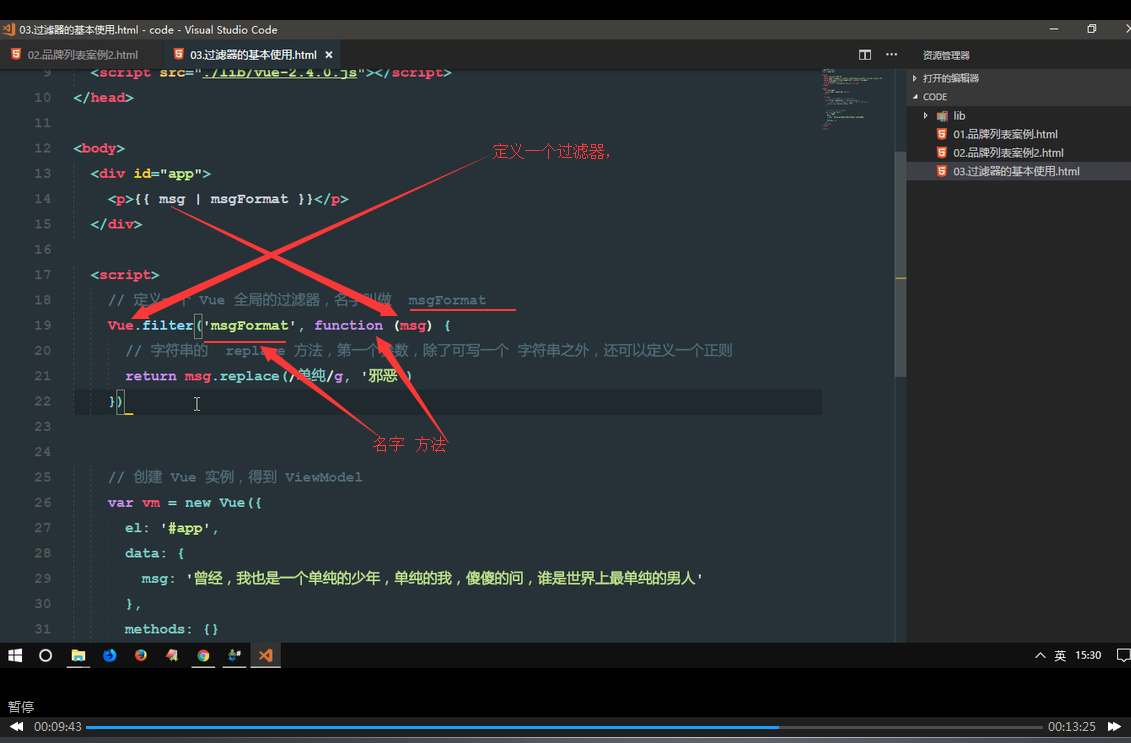 03.过滤器的基本使用.html - code - Visual Studio Code
02.品牌列表案例2.html
03.过滤器的基本使用.html ×
资源管理器
打开的编辑器
CODE
lib
01.品牌列表案例.html
02.品牌列表案例2.html
03.过滤器的基本使用.html
9 <script src="./lib/vue-2.4.0.js"></script>
10 </head>
11
12 <body>
定义一个过滤器,
13 <div id="app">
14 <p>{{ msg | msgFormat }}</p>
15 </div>
16
17 <script>
18 // 定义一个 Vue 全局的过滤器，名字叫做 msgFormat
19 Vue.filter('msgFormat', function (msg) {
20 // 字符串的 replace 方法，第一个参数，除了可写一个 字符串之外，还可以定义一个正则
21 return msg.replace(/单纯/g, '邪恶')
22 })
23
名字 方法
24
25 // 创建 Vue 实例，得到 ViewModel
26 var vm = new Vue({
27 el: '#app',
28 data: {
29 msg: '曾经，我也是一个单纯的少年，单纯的我，傻傻的问，谁是世界上最单纯的男人'
30 },
31 methods: {}
英 15:30
暂停
00:09:43
00:13:25